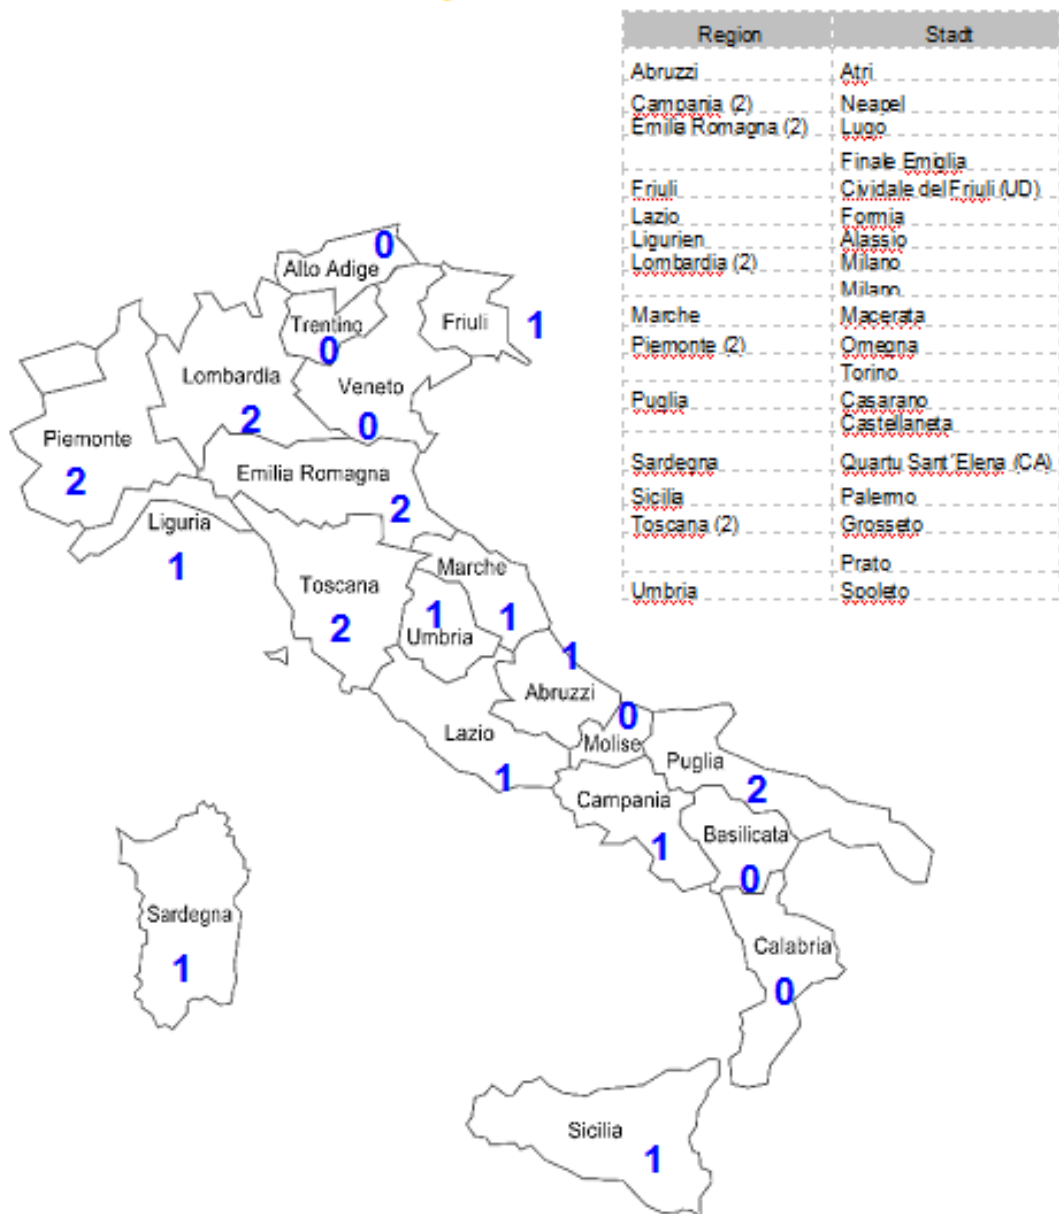 Region Stadt
Abruzzi Atri
Campania (2) Neapel
Emilia Romagna (2) Lugo
Finale Emiglia
Friuli Cividale del Friuli (UD)
Lazio Formia
Ligurien Alassio
Lombardia (2) Milano
Milano
Marche Macerata
Piemonte (2) Omegna
Torino
Puglia Casarano
Castellaneta
Sardegna Quartu Sant´Elena (CA)
Sicilia Palermo
Toscana (2) Grosseto
Prato
Umbria Spoleto
0
Alto Adige
Trentino
0
Friuli
1
Lombardia
2
Veneto
0
Piemonte
2
Emilia Romagna
2
Liguria
1
Marche
1
Toscana
2
1
Umbria
1
Abruzzi
0
Molise
Lazio
1
Puglia
2
Campania
1
Basilicata
0
Sardegna
1
Calabria
0
Sicilia
1